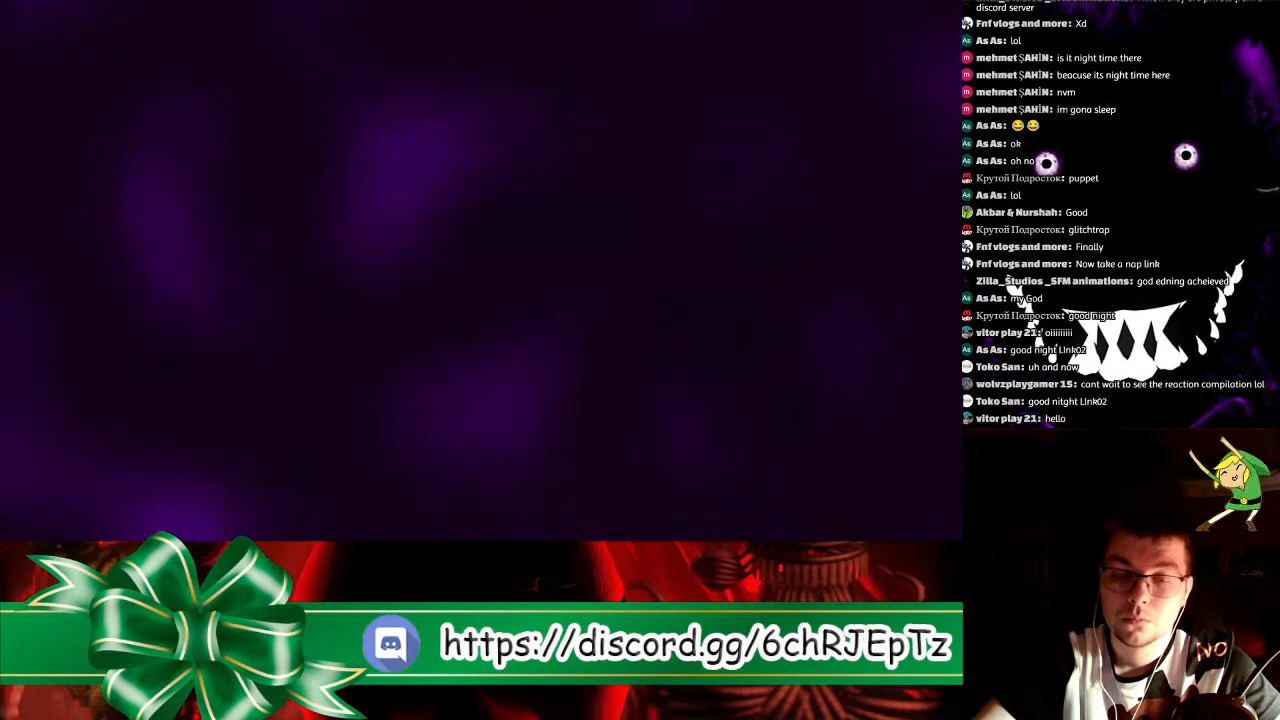 discord server
Fnf vlogs and more: Xd
As As: lol
mehmet ŞAHİN: is it night time there
mehmet ŞAHİN: beacuse its night time here
mehmet ŞAHİN: nvm
mehmet ŞAHİN: im gona sleep
As As: 😂😂
As As: ok
As As: oh no
Крутой Подросток: puppet
As As: lol
Akbar & Nurshah: Good
Крутой Подросток: glitchtrap
Fnf vlogs and more: Finally
Fnf vlogs and more: Now take a nap link
Zilla_Studios _SFM animations: god edning acheieved
As As: my God
Крутой Подросток: good night
vitor play 21: oiiiiiiiii
As As: good night LInk02
Toko San: uh and now
wolvzplaygamer 15: cant wait to see the reaction compilation lol
Toko San: good nitght LInk02
vitor play 21: hello
https://discord.gg/6chRJEpTz
NO